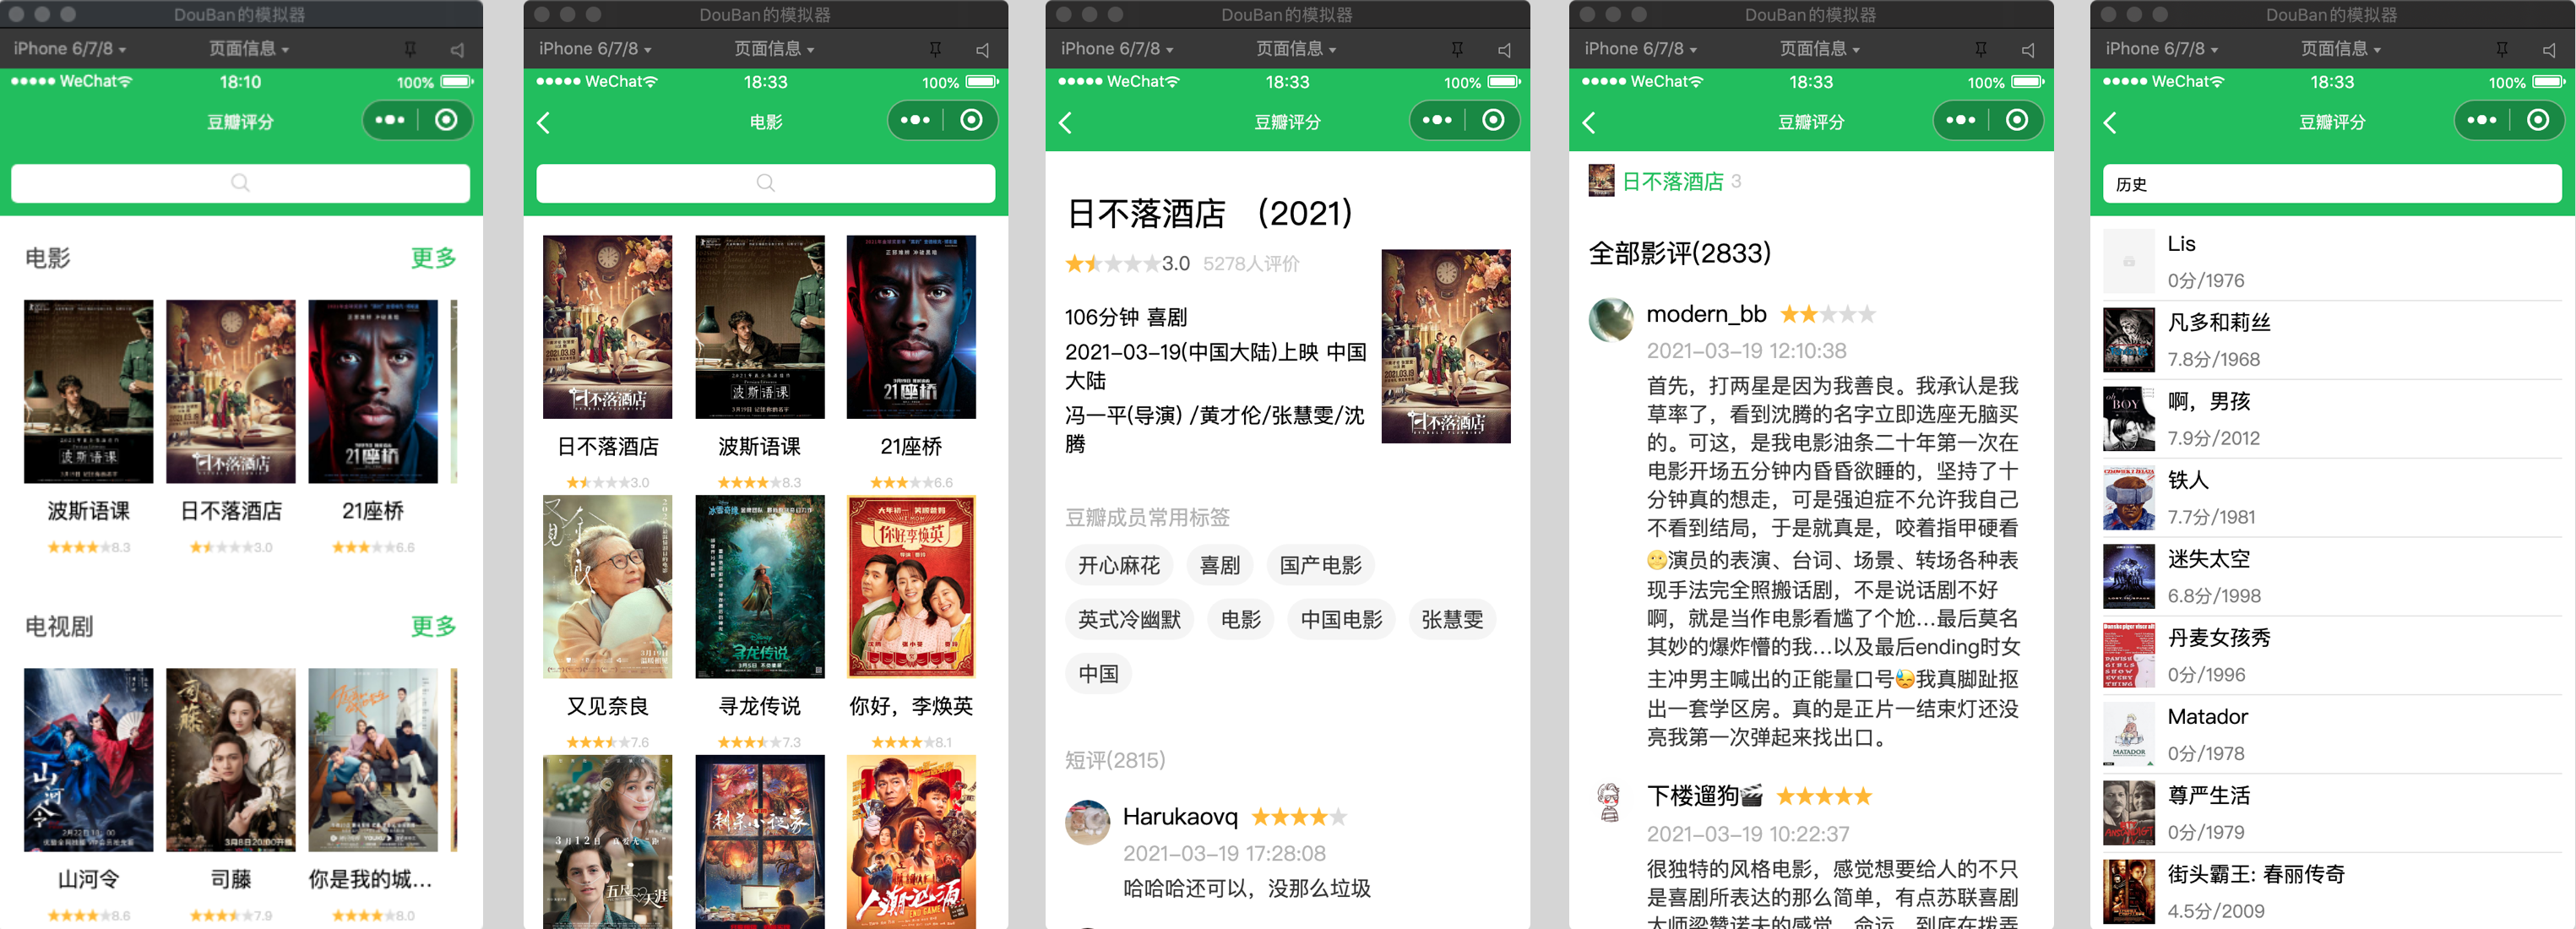 DouBan的模拟器
iPhone 6/7/8
页面信息
WeChat
18:10
100%
豆瓣评分
电影
更多
波斯语课
日不落酒店
21座桥
8.3
3.0
6.6
电视剧
更多
山河令
司藤
你是我的城...
8.6
7.9
8.0
DouBan的模拟器
iPhone 6/7/8
页面信息
WeChat
18:33
100%
电影
日不落酒店
波斯语课
21座桥
3.0
8.3
6.6
又见奈良
寻龙传说
你好，李焕英
7.6
7.3
8.1
DouBan的模拟器
iPhone 6/7/8
页面信息
WeChat
18:33
100%
豆瓣评分
日不落酒店 （2021）
3.0 5278人评价
106分钟 喜剧
2021-03-19(中国大陆)上映 中国
大陆
冯一平(导演) /黄才伦/张慧雯/沈
腾
豆瓣成员常用标签
开心麻花 喜剧 国产电影
英式冷幽默 电影 中国电影 张慧雯
中国
短评(2815)
Harukaovq
2021-03-19 17:28:08
哈哈哈还可以，没那么垃圾
DouBan的模拟器
iPhone 6/7/8
页面信息
WeChat
18:33
100%
豆瓣评分
日不落酒店 3
全部影评(2833)
modern_bb
2021-03-19 12:10:38
首先，打两星是因为我善良。我承认是我
草率了，看到沈腾的名字立即选座无脑买
的。可这，是我电影油条二十年第一次在
电影开场五分钟内昏昏欲睡的，坚持了十
分钟真的想走，可是强迫症不允许我自己
不看到结局，于是就真是，咬着指甲硬看
🌝演员的表演、台词、场景、转场各种表
现手法完全照搬话剧，不是说话剧不好
啊，就是当作电影看尴了个尬...最后莫名
其妙的爆炸懵的我...以及最后ending时女
主冲男主喊出的正能量口号😓我真脚趾抠
出一套学区房。真的是正片一结束灯还没
亮我第一次弹起来找出口。
下楼遛狗🎬
2021-03-19 10:22:37
很独特的风格电影，感觉想要给人的不只
是喜剧所表达的那么简单，有点苏联喜剧
大师梁赞诺夫的感觉，命运，到底在拨弄
DouBan的模拟器
iPhone 6/7/8
页面信息
WeChat
18:33
100%
豆瓣评分
历史
Lis
0分/1976
凡多和莉丝
7.8分/1968
啊，男孩
7.9分/2012
铁人
7.7分/1981
迷失太空
6.8分/1998
丹麦女孩秀
0分/1996
Matador
0分/1978
尊严生活
0分/1979
街头霸王: 春丽传奇
4.5分/2009